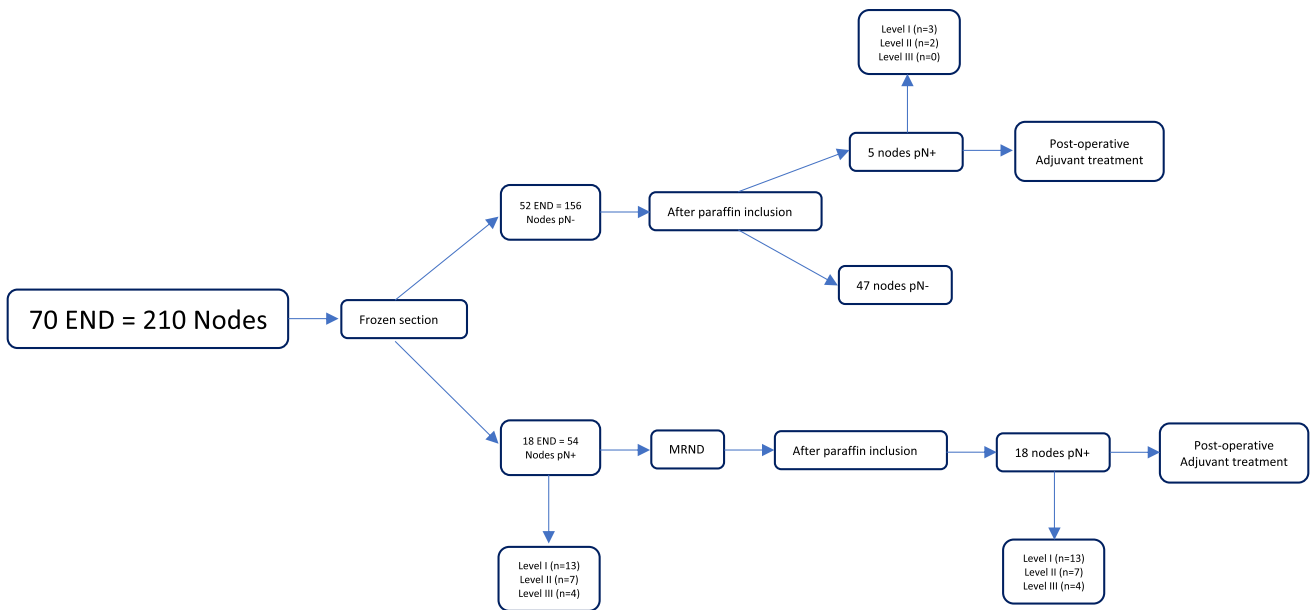 Level I (n=3)
Level II (n=2)
Level III (n=0)
5 nodes pN+
Post-operative
Adjuvant treatment
52 END = 156
Nodes pN-
After paraffin inclusion
47 nodes pN-
70 END = 210 Nodes
Frozen section
18 END = 54
Nodes pN+
MRND
After paraffin inclusion
18 nodes pN+
Post-operative
Adjuvant treatment
Level I (n=13)
Level II (n=7)
Level III (n=4)
Level I (n=13)
Level II (n=7)
Level III (n=4)